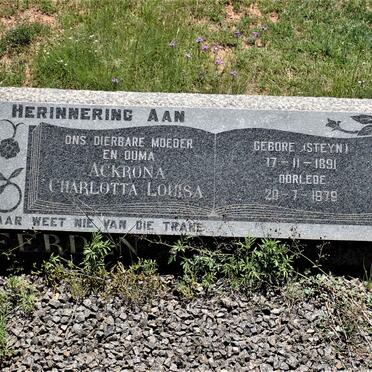 HERINNERING AAN
ONS DIERBARE MOEDER
EN OUMA
ACKRONA
CHARLOTTA LOUISA
GEBORE (STEYN)
17-11-1891
OORLEDE
20-7-1979
AAR WEET NIE VAN DIE TRANE